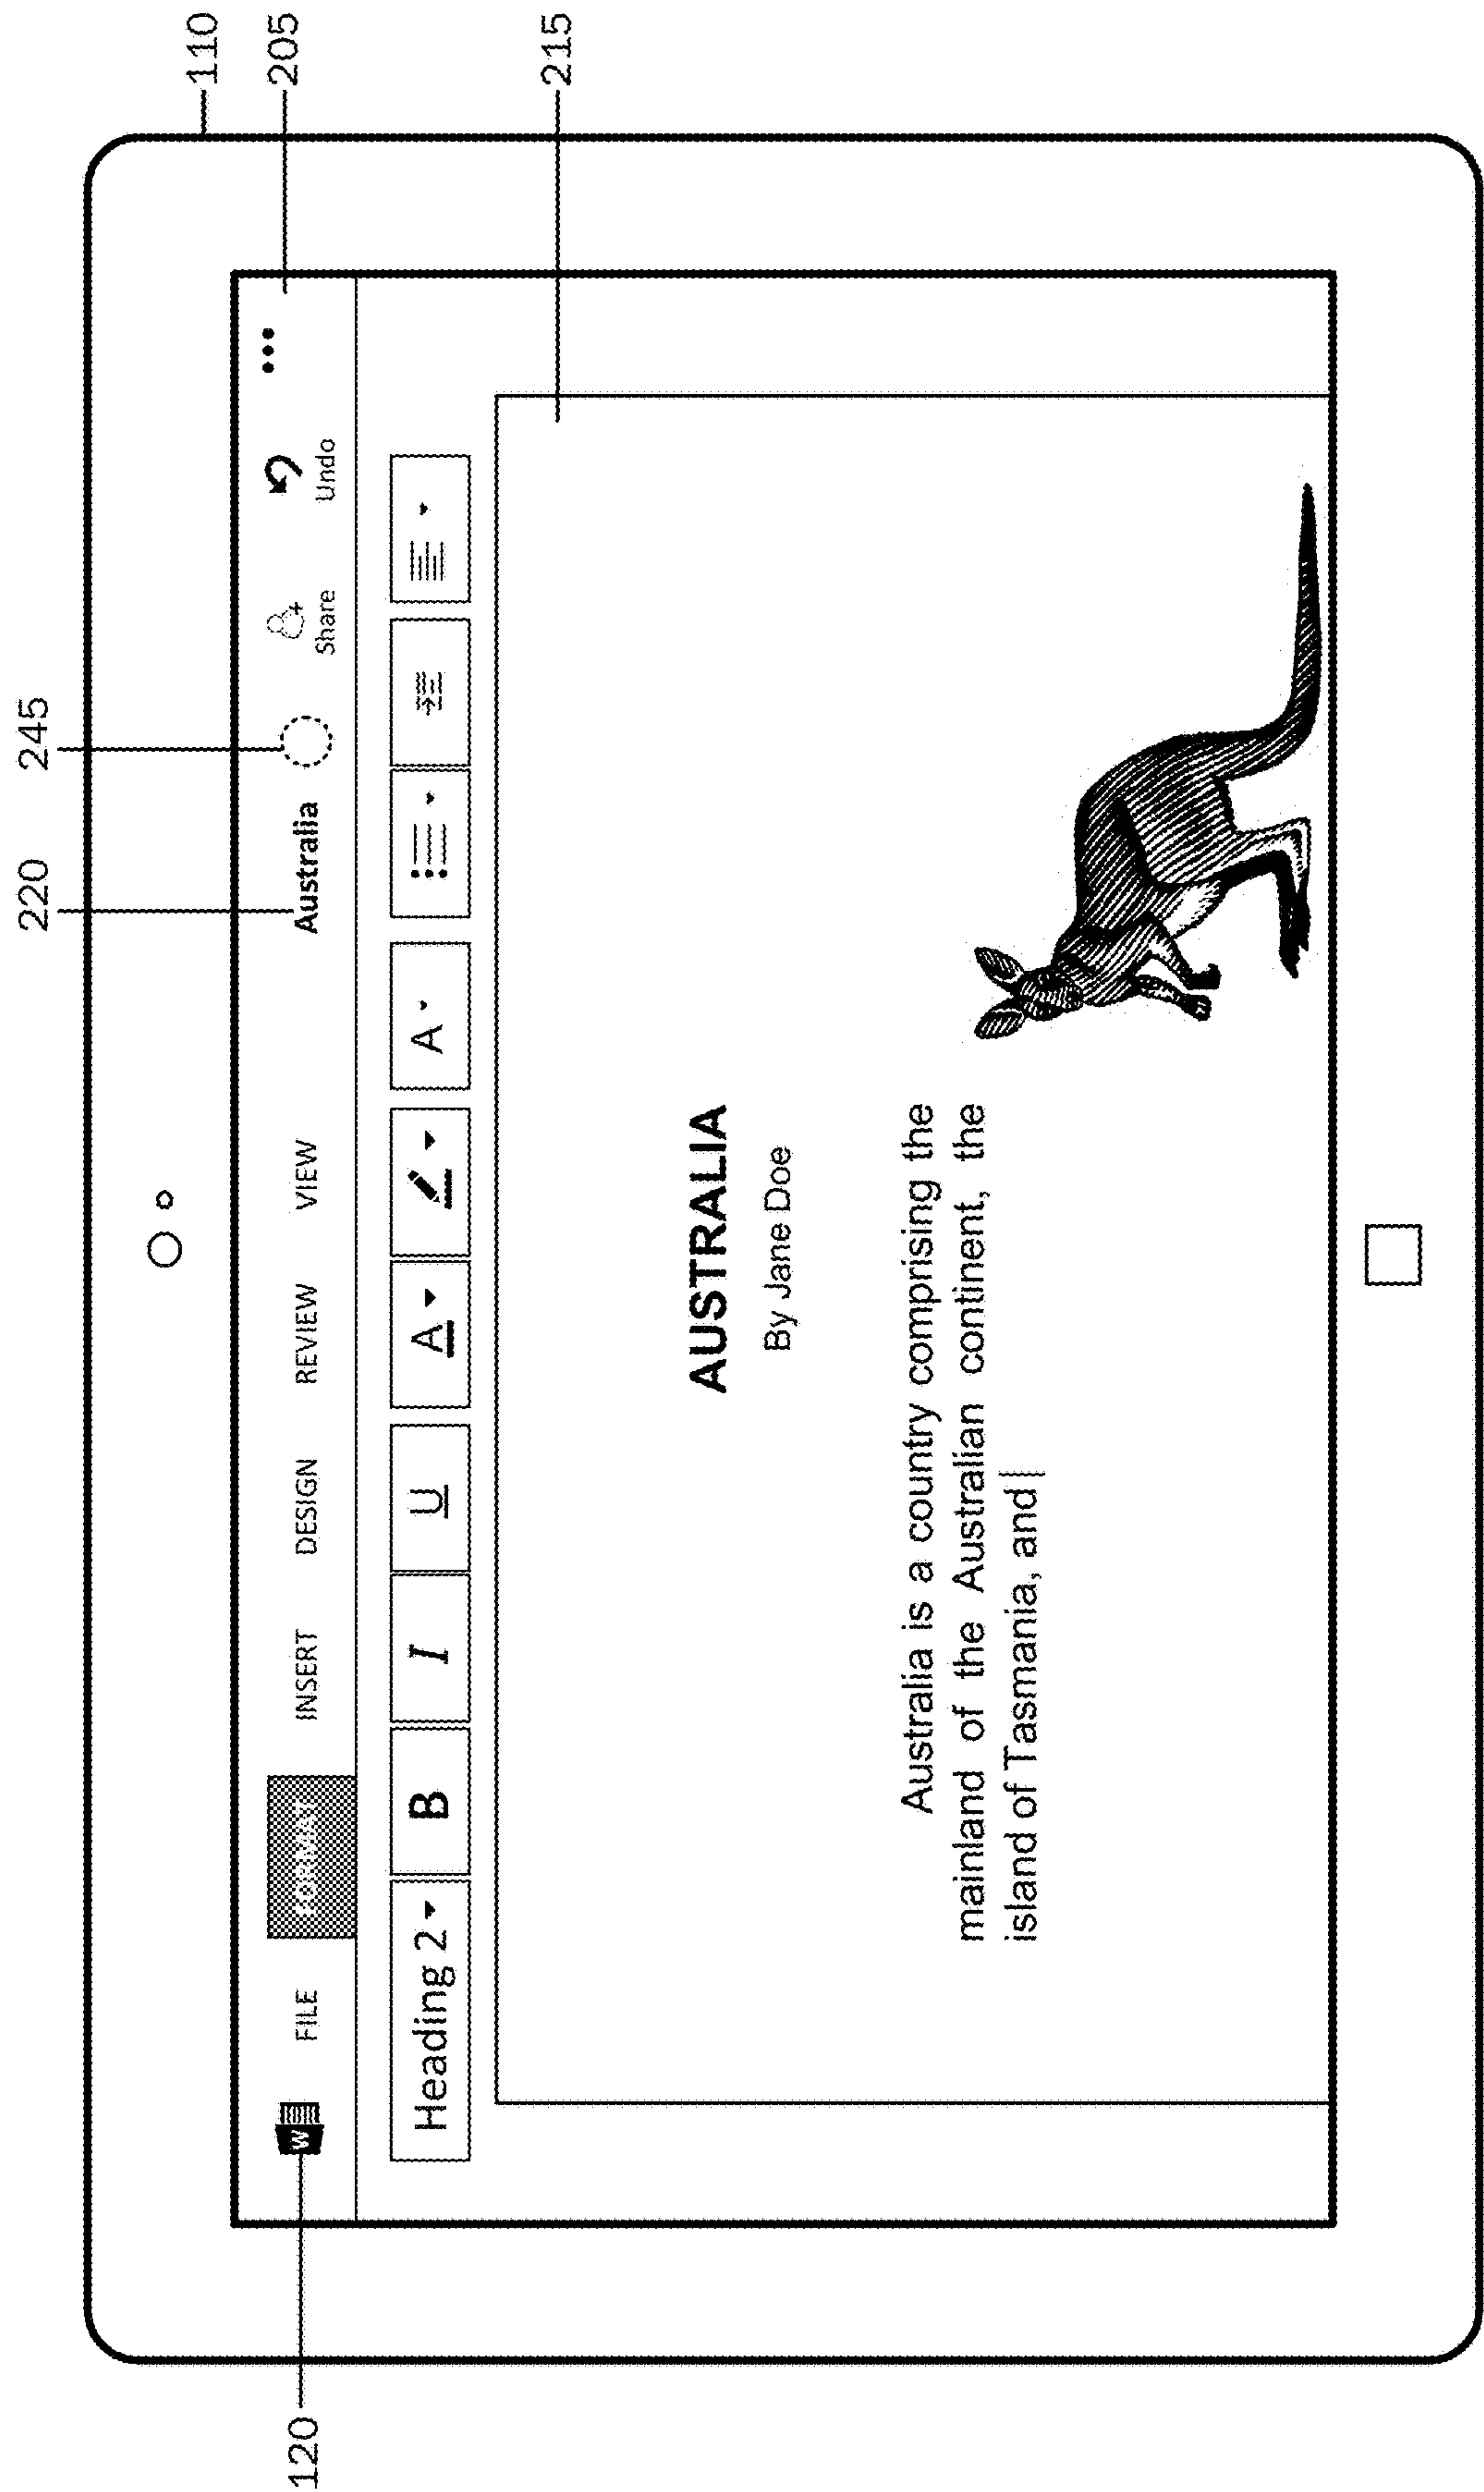 110
205
215
245
220
120
W FILE FORMAT INSERT DESIGN REVIEW VIEW Australia Share Undo
Heading 2 B I U A A
AUSTRALIA
By Jane Doe
Australia is a country comprising the
mainland of the Australian continent, the
island of Tasmania, and